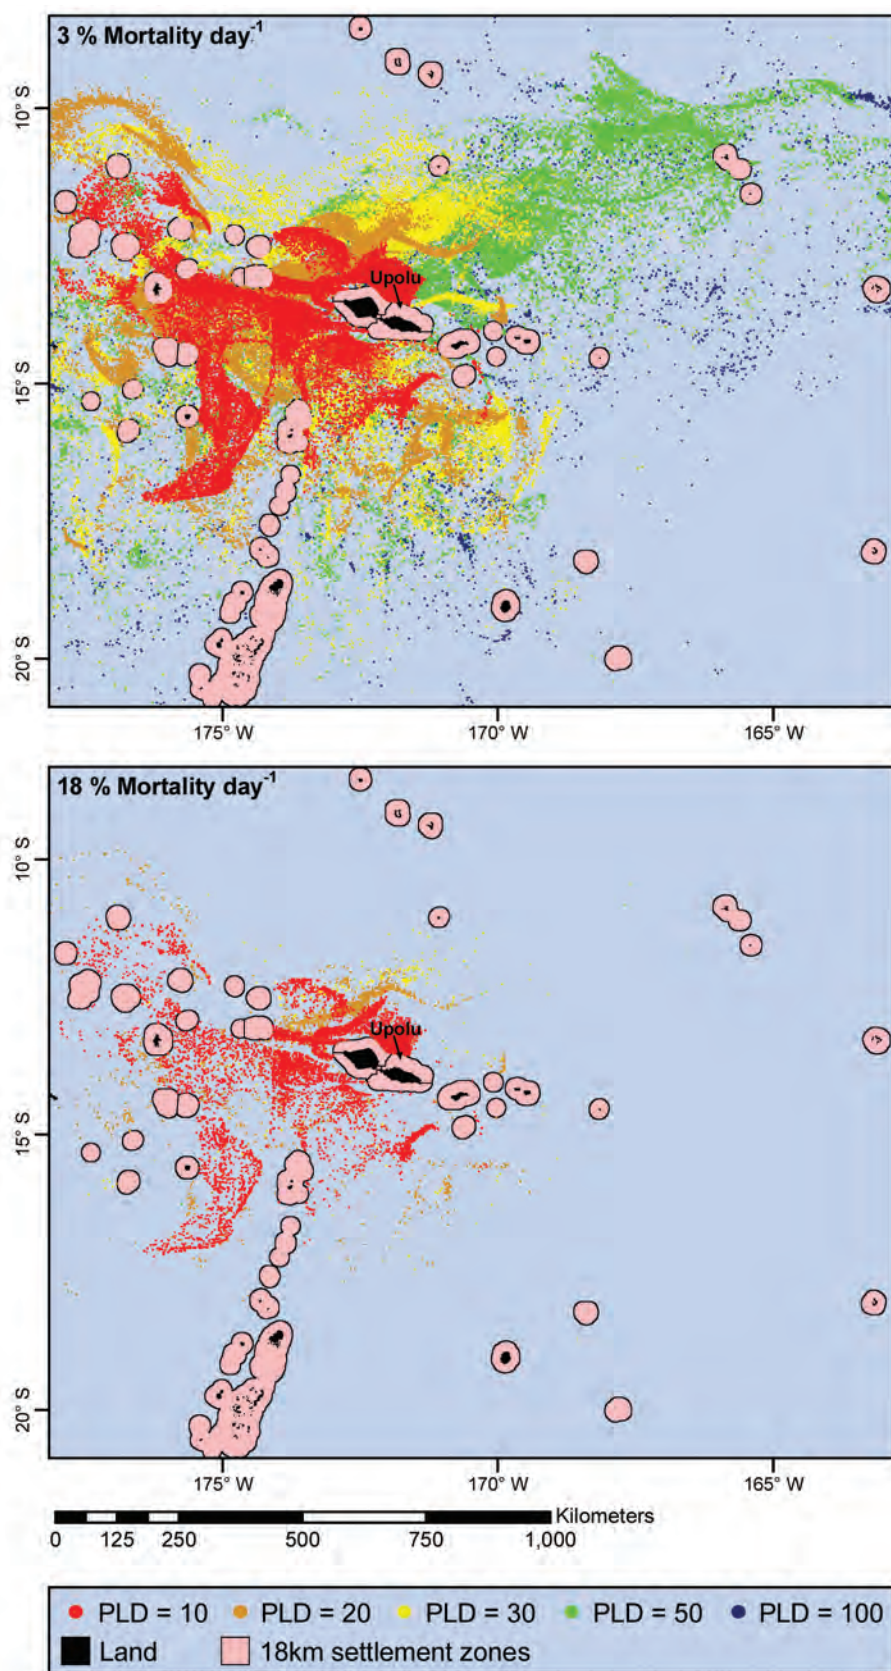 3 % Mortality day-1
10° S
Upolu
15° S
20° S
175° W 170° W 165° W
18 % Mortality day-1
10° S
Upolu
15° S
20° S
175° W 170° W 165° W
Kilometers
0 125 250 500 750 1,000
PLD = 10 PLD = 20 PLD = 30 PLD = 50 PLD = 100
Land 18km settlement zones